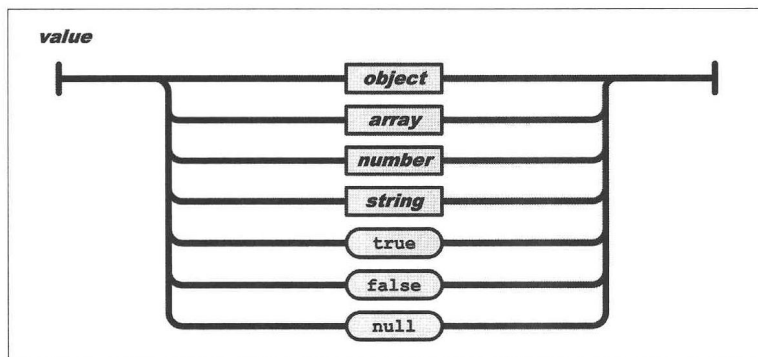 value
object
array
number
string
true
false
null